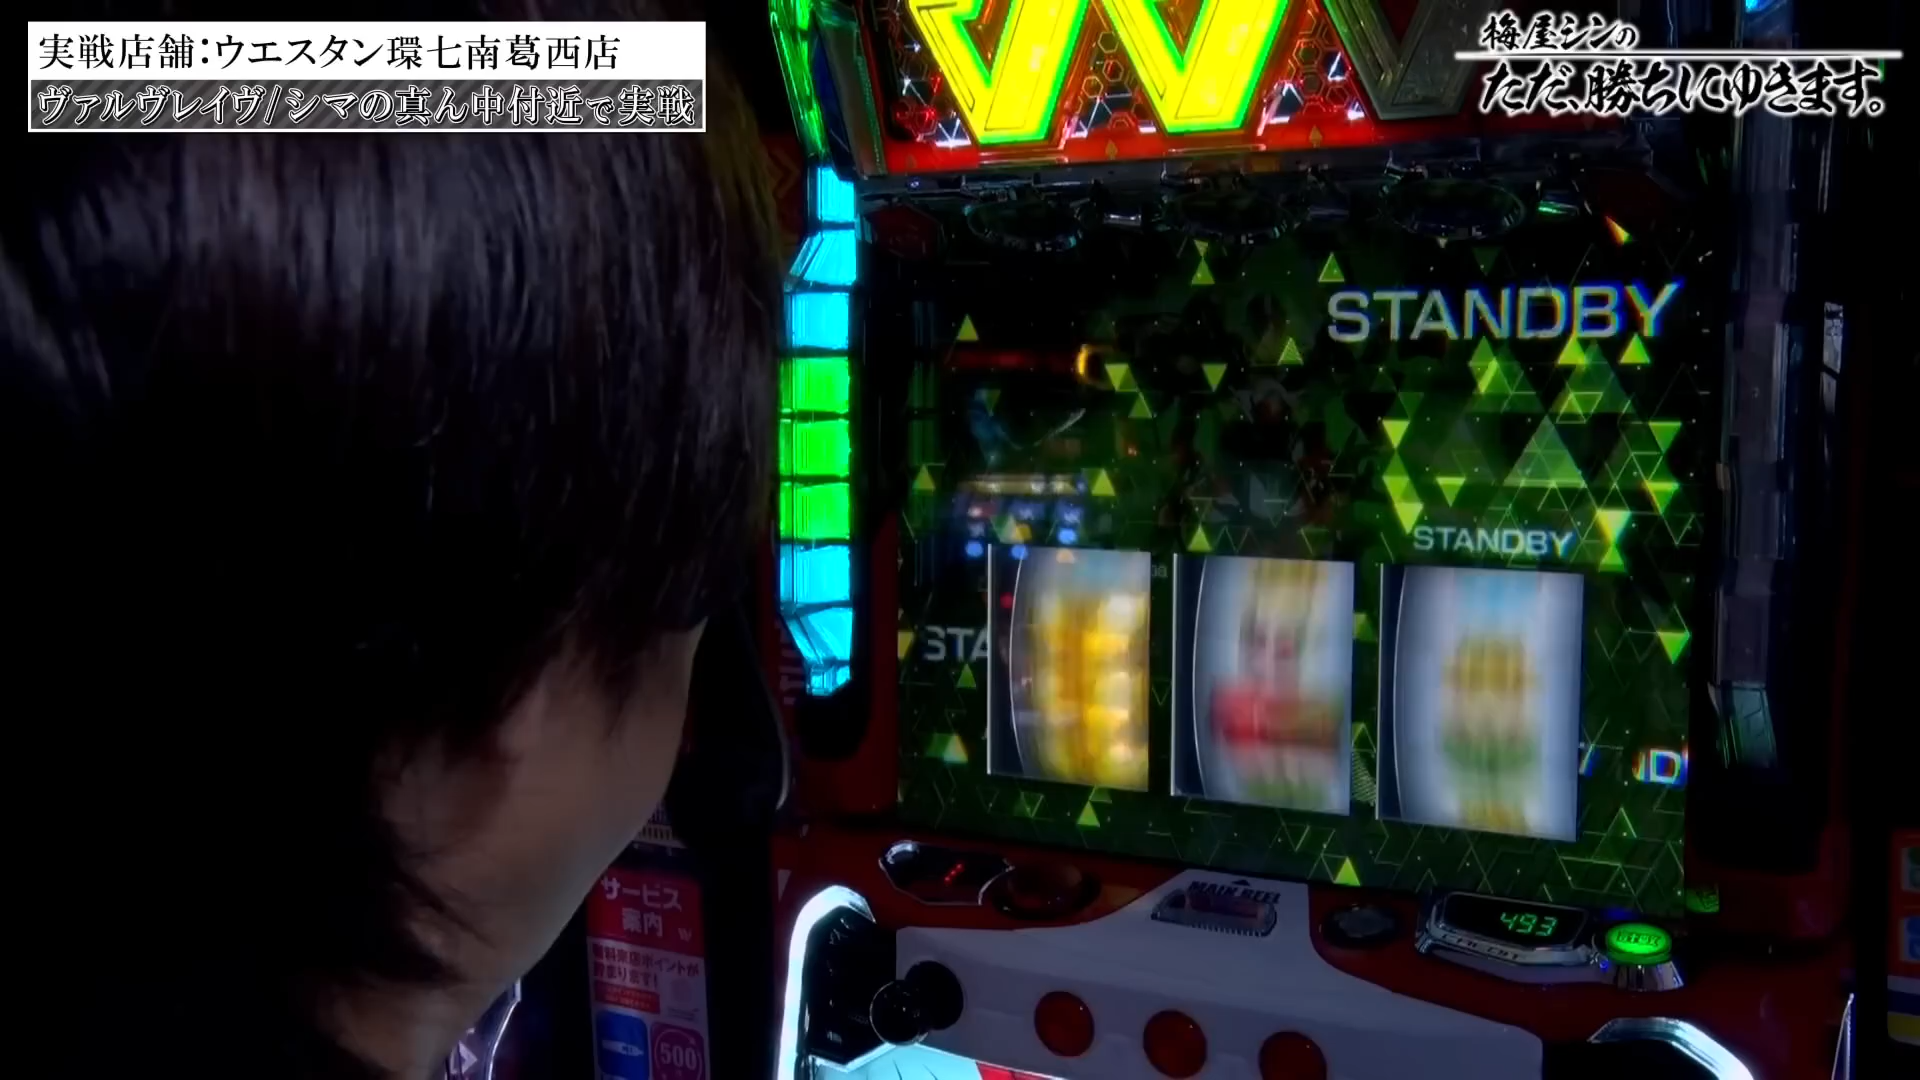 実戦店舗：ウエスタン環七南葛西店
ヴァルヴレイヴ/シマの真ん中付近で実戦
梅屋シンの
ただ、勝ちにゆきます。
STANDBY
STANDBY
STA
MAIN REEL
493
CREDIT
サービス
案内
500